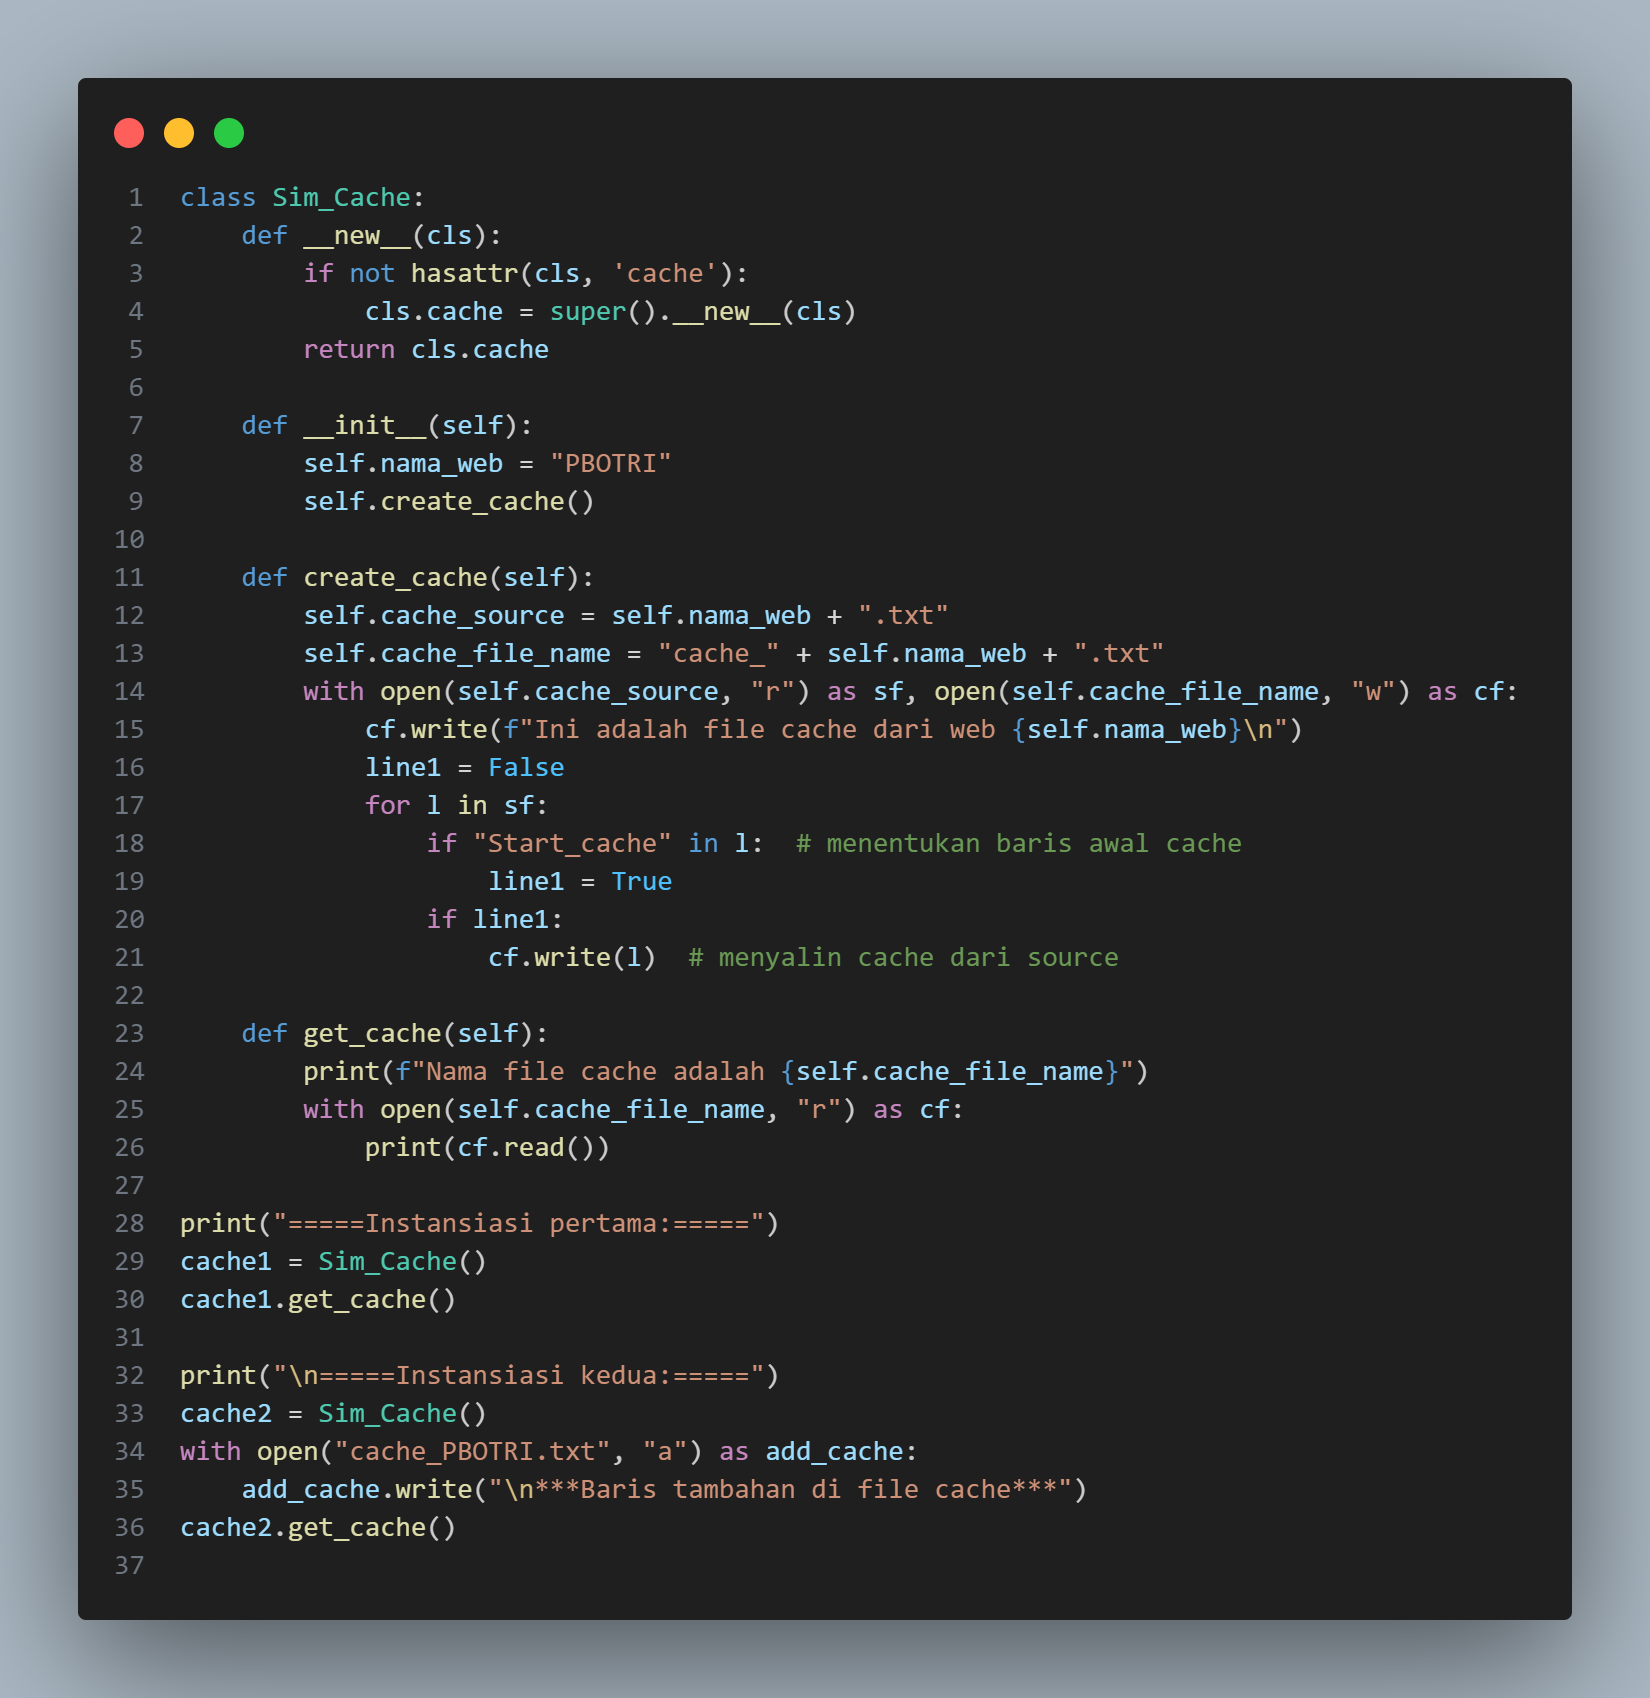 1 class Sim_Cache:
2     def __new__(cls):
3         if not hasattr(cls, 'cache'):
4             cls.cache = super().__new__(cls)
5         return cls.cache
6
7     def __init__(self):
8         self.nama_web = "PBOTRI"
9         self.create_cache()
10
11     def create_cache(self):
12         self.cache_source = self.nama_web + ".txt"
13         self.cache_file_name = "cache_" + self.nama_web + ".txt"
14         with open(self.cache_source, "r") as sf, open(self.cache_file_name, "w") as cf:
15             cf.write(f"Ini adalah file cache dari web {self.nama_web}\n")
16             line1 = False
17             for l in sf:
18                 if "Start_cache" in l:  # menentukan baris awal cache
19                     line1 = True
20                 if line1:
21                     cf.write(l)  # menyalin cache dari source
22
23     def get_cache(self):
24         print(f"Nama file cache adalah {self.cache_file_name}")
25         with open(self.cache_file_name, "r") as cf:
26             print(cf.read())
27
28 print("=====Instansiasi pertama:=====")
29 cache1 = Sim_Cache()
30 cache1.get_cache()
31
32 print("\n=====Instansiasi kedua:=====")
33 cache2 = Sim_Cache()
34 with open("cache_PBOTRI.txt", "a") as add_cache:
35     add_cache.write("\n***Baris tambahan di file cache***")
36 cache2.get_cache()
37